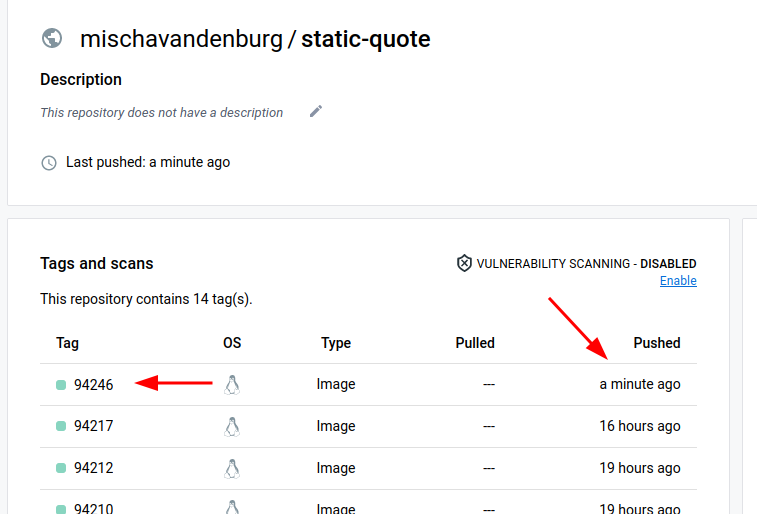 mischavandenburg / static-quote
Description
This repository does not have a description
Last pushed: a minute ago
Tags and scans
VULNERABILITY SCANNING - DISABLED
Enable
This repository contains 14 tag(s).
Tag OS Type Pulled Pushed
94246 Image --- a minute ago
94217 Image --- 16 hours ago
94212 Image --- 19 hours ago
94210 Image --- 19 hours ago